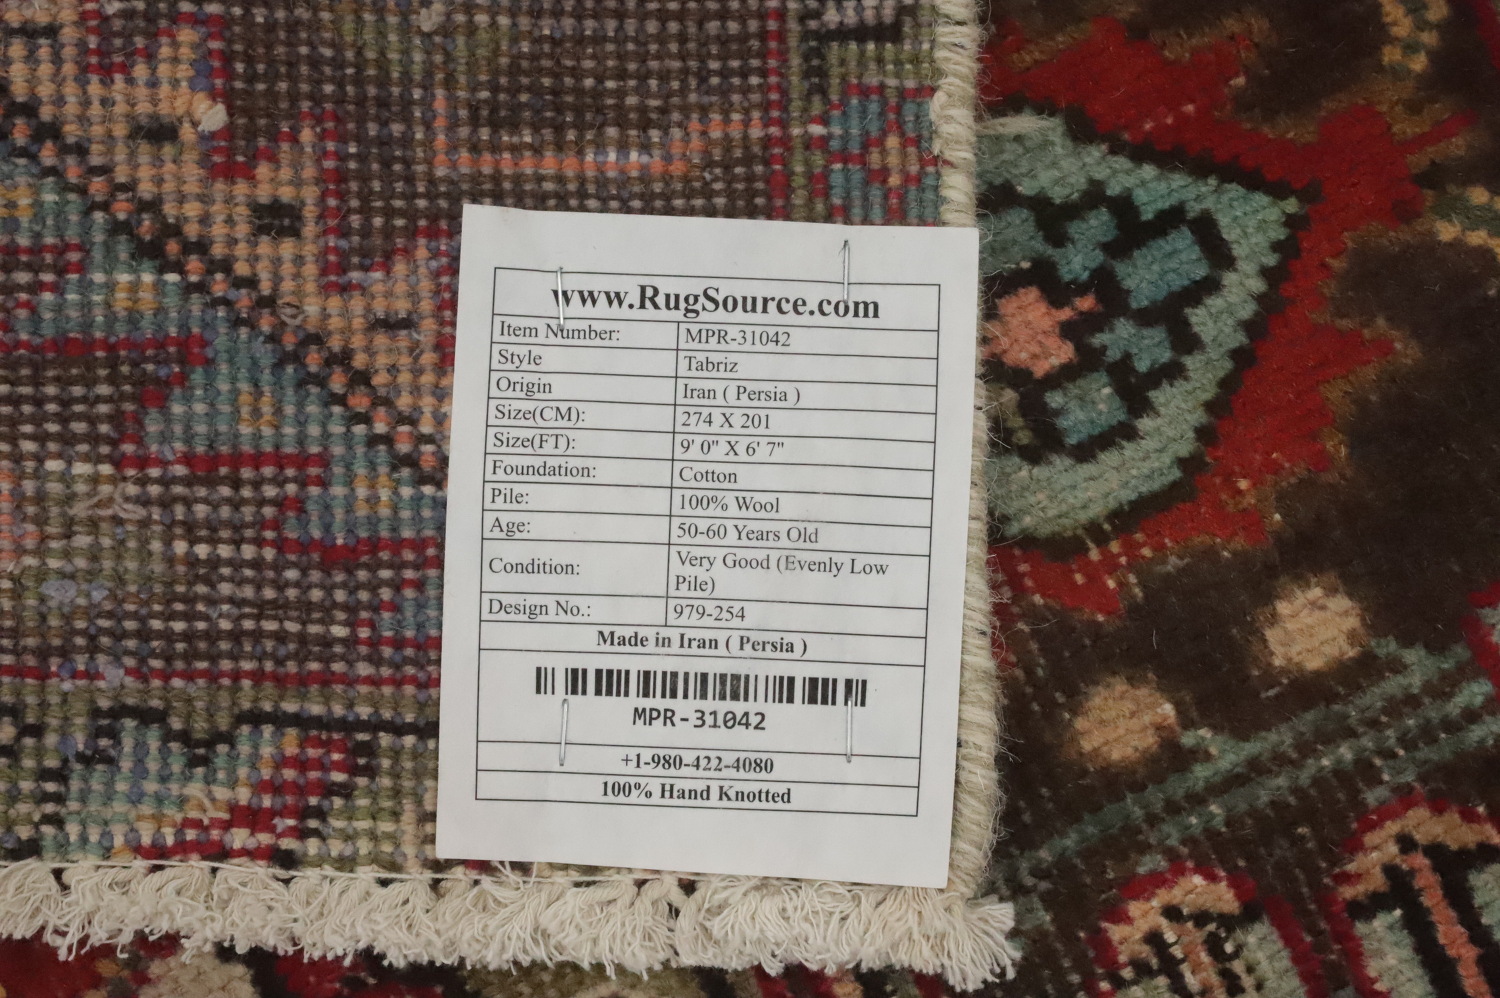 www.RugSource.com
Item Number: MPR-31042
Style Tabriz
Origin Iran ( Persia )
Size(CM): 274 X 201
Size(FT): 9' 0" X 6' 7"
Foundation: Cotton
Pile: 100% Wool
Age: 50-60 Years Old
Condition: Very Good (Evenly Low
Pile)
Design No.: 979-254
Made in Iran ( Persia )
MPR-31042
+1-980-422-4080
100% Hand Knotted